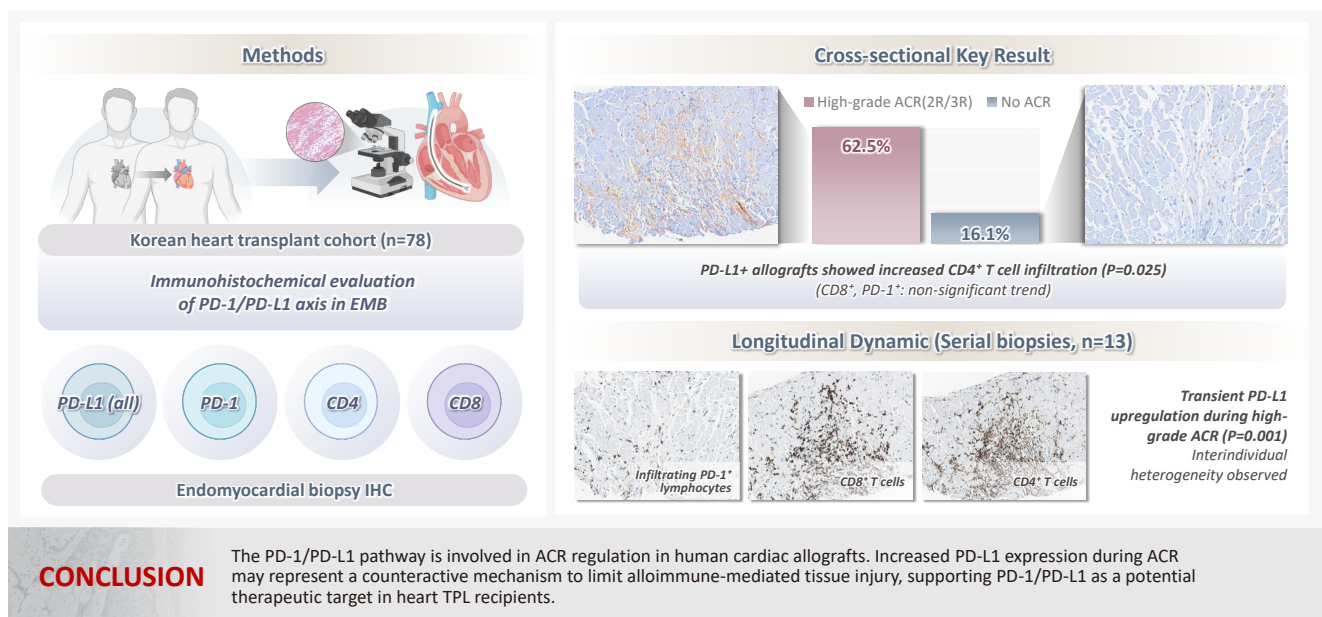 Methods
Korean heart transplant cohort (n=78)
Immunohistochemical evaluation
of PD-1/PD-L1 axis in EMB
PD-L1 (all)
PD-1
CD4
CD8
Endomyocardial biopsy IHC
Cross-sectional Key Result
High-grade ACR(2R/3R)
No ACR
62.5%
16.1%
PD-L1+ allografts showed increased CD4⁺ T cell infiltration (P=0.025)
(CD8⁺, PD-1⁺: non-significant trend)
Longitudinal Dynamic (Serial biopsies, n=13)
Infiltrating PD-1⁺
lymphocytes
CD8⁺ T cells
CD4⁺ T cells
Transient PD-L1
upregulation during high-
grade ACR (P=0.001)
Interindividual
heterogeneity observed
CONCLUSION
The PD-1/PD-L1 pathway is involved in ACR regulation in human cardiac allografts. Increased PD-L1 expression during ACR
may represent a counteractive mechanism to limit alloimmune-mediated tissue injury, supporting PD-1/PD-L1 as a potential
therapeutic target in heart TPL recipients.